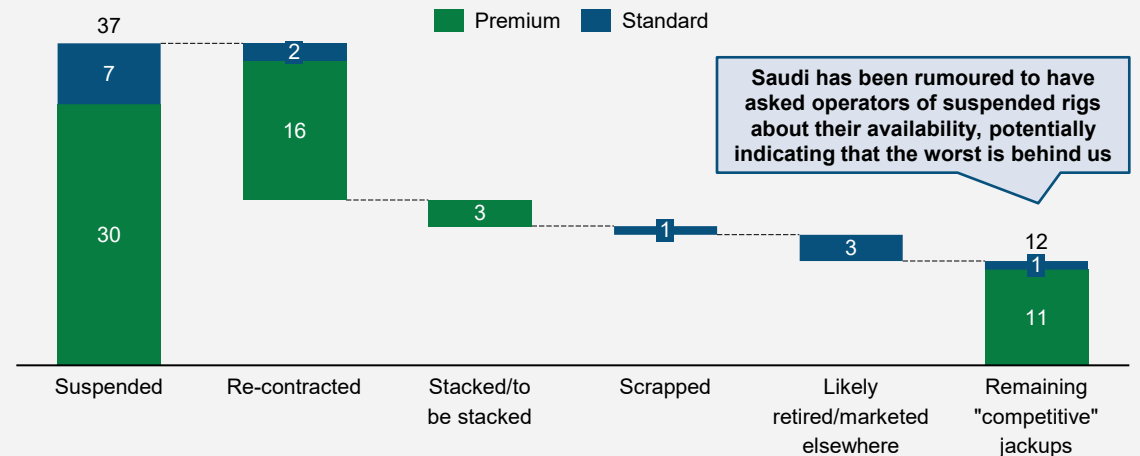 Premium Standard
37
7
30
2
16
3
1
3
12
1
11
Saudi has been rumoured to have
asked operators of suspended rigs
about their availability, potentially
indicating that the worst is behind us
Suspended
Re-contracted
Stacked/to
be stacked
Scrapped
Likely
retired/marketed
elsewhere
Remaining
"competitive"
jackups